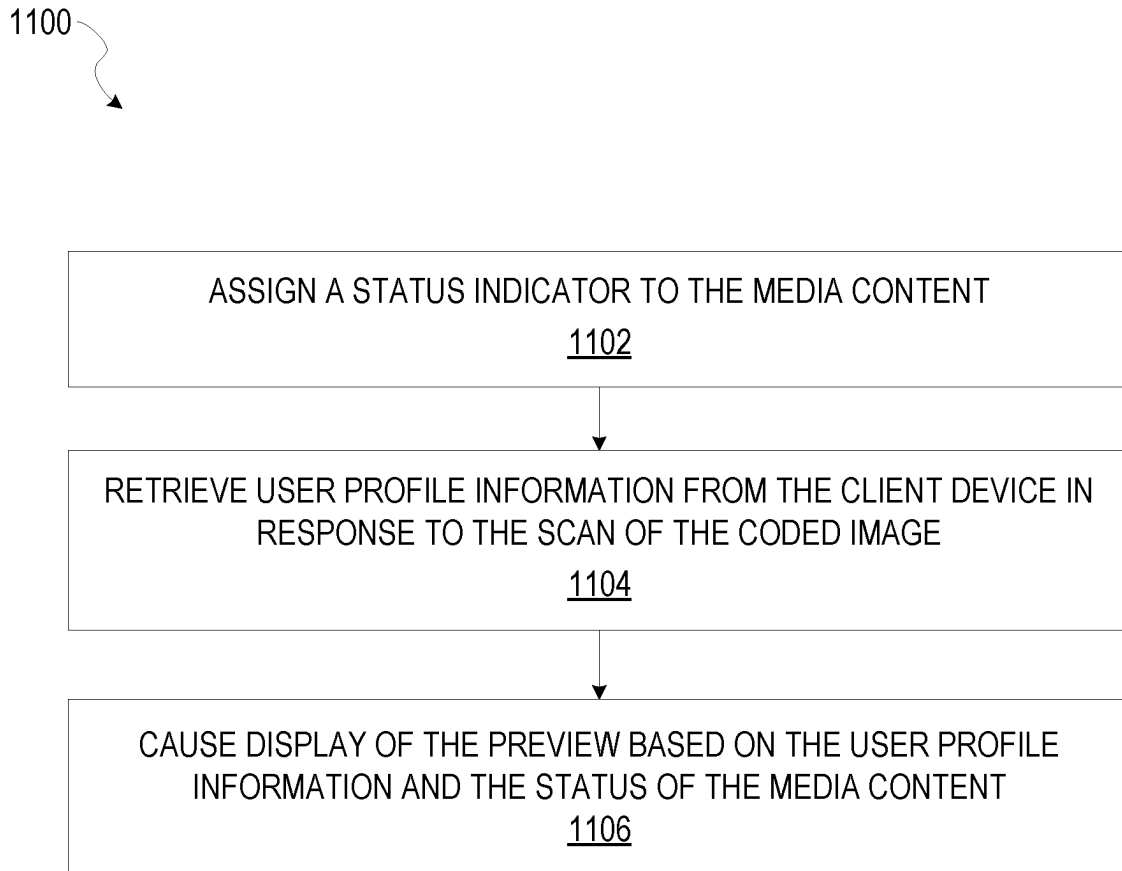 1100
ASSIGN A STATUS INDICATOR TO THE MEDIA CONTENT
1102
RETRIEVE USER PROFILE INFORMATION FROM THE CLIENT DEVICE IN
RESPONSE TO THE SCAN OF THE CODED IMAGE
1104
CAUSE DISPLAY OF THE PREVIEW BASED ON THE USER PROFILE
INFORMATION AND THE STATUS OF THE MEDIA CONTENT
1106